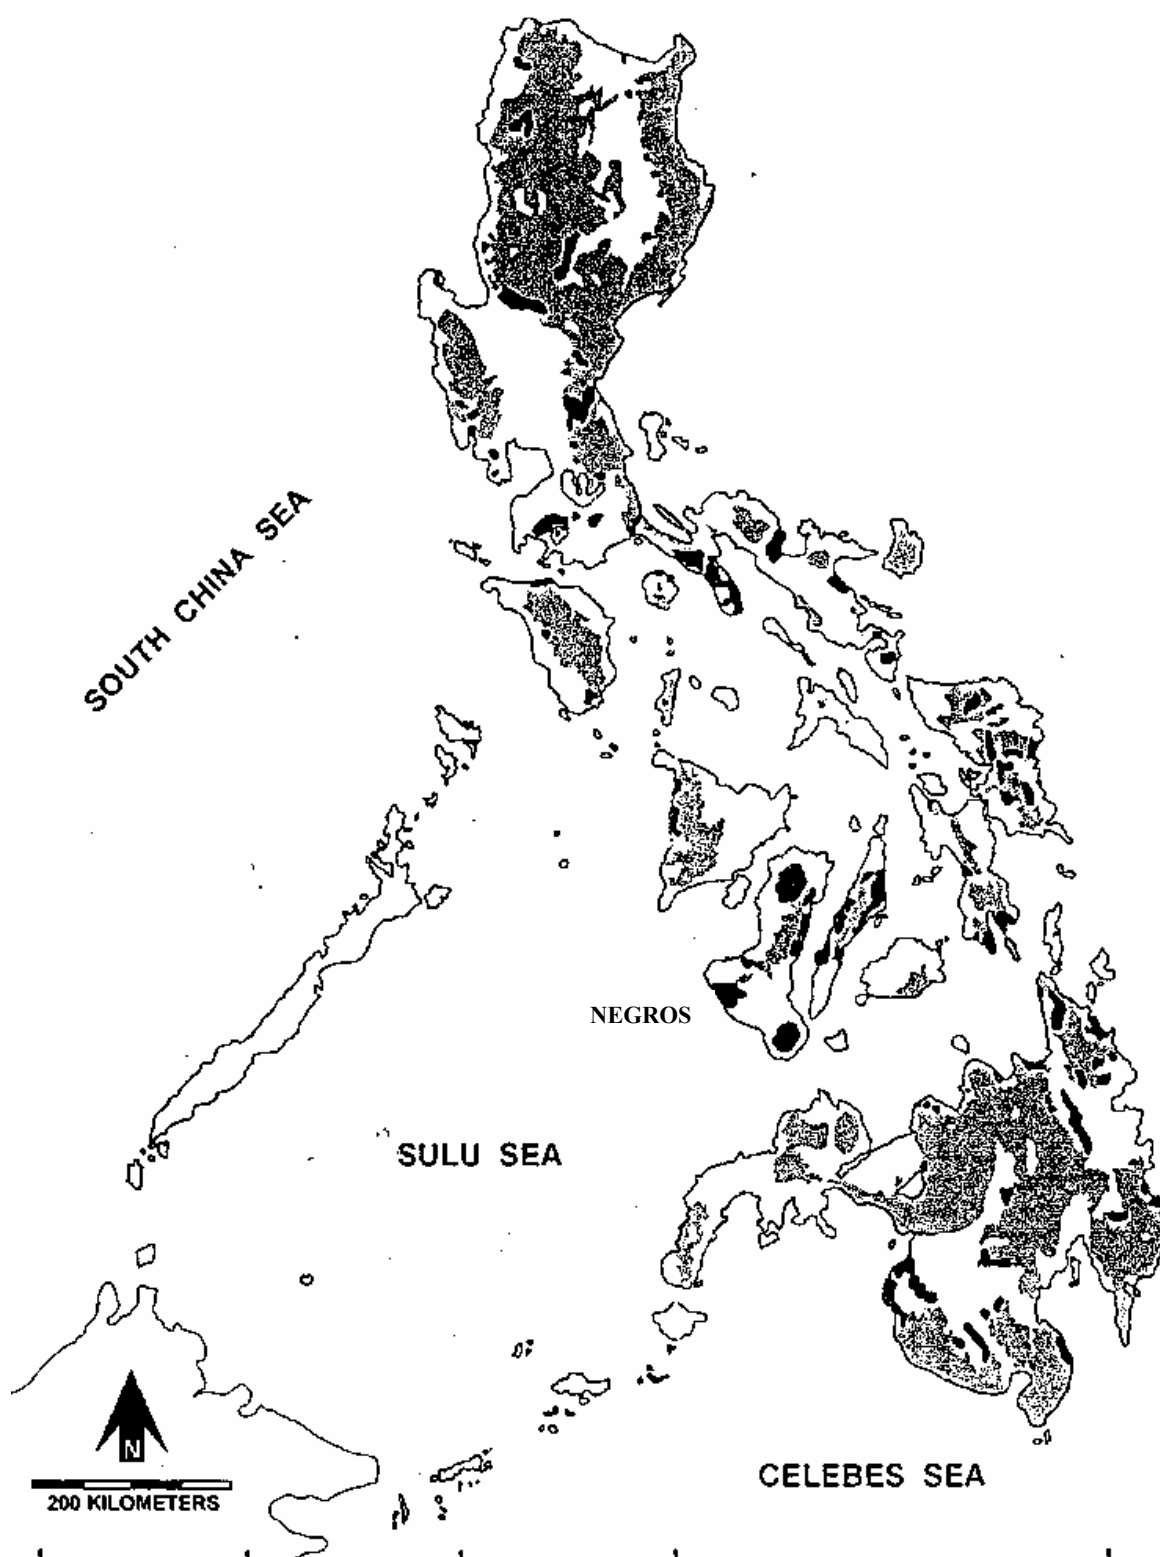 SOUTH CHINA SEA
NEGROS
SULU SEA
N
200 KILOMETERS
CELEBES SEA